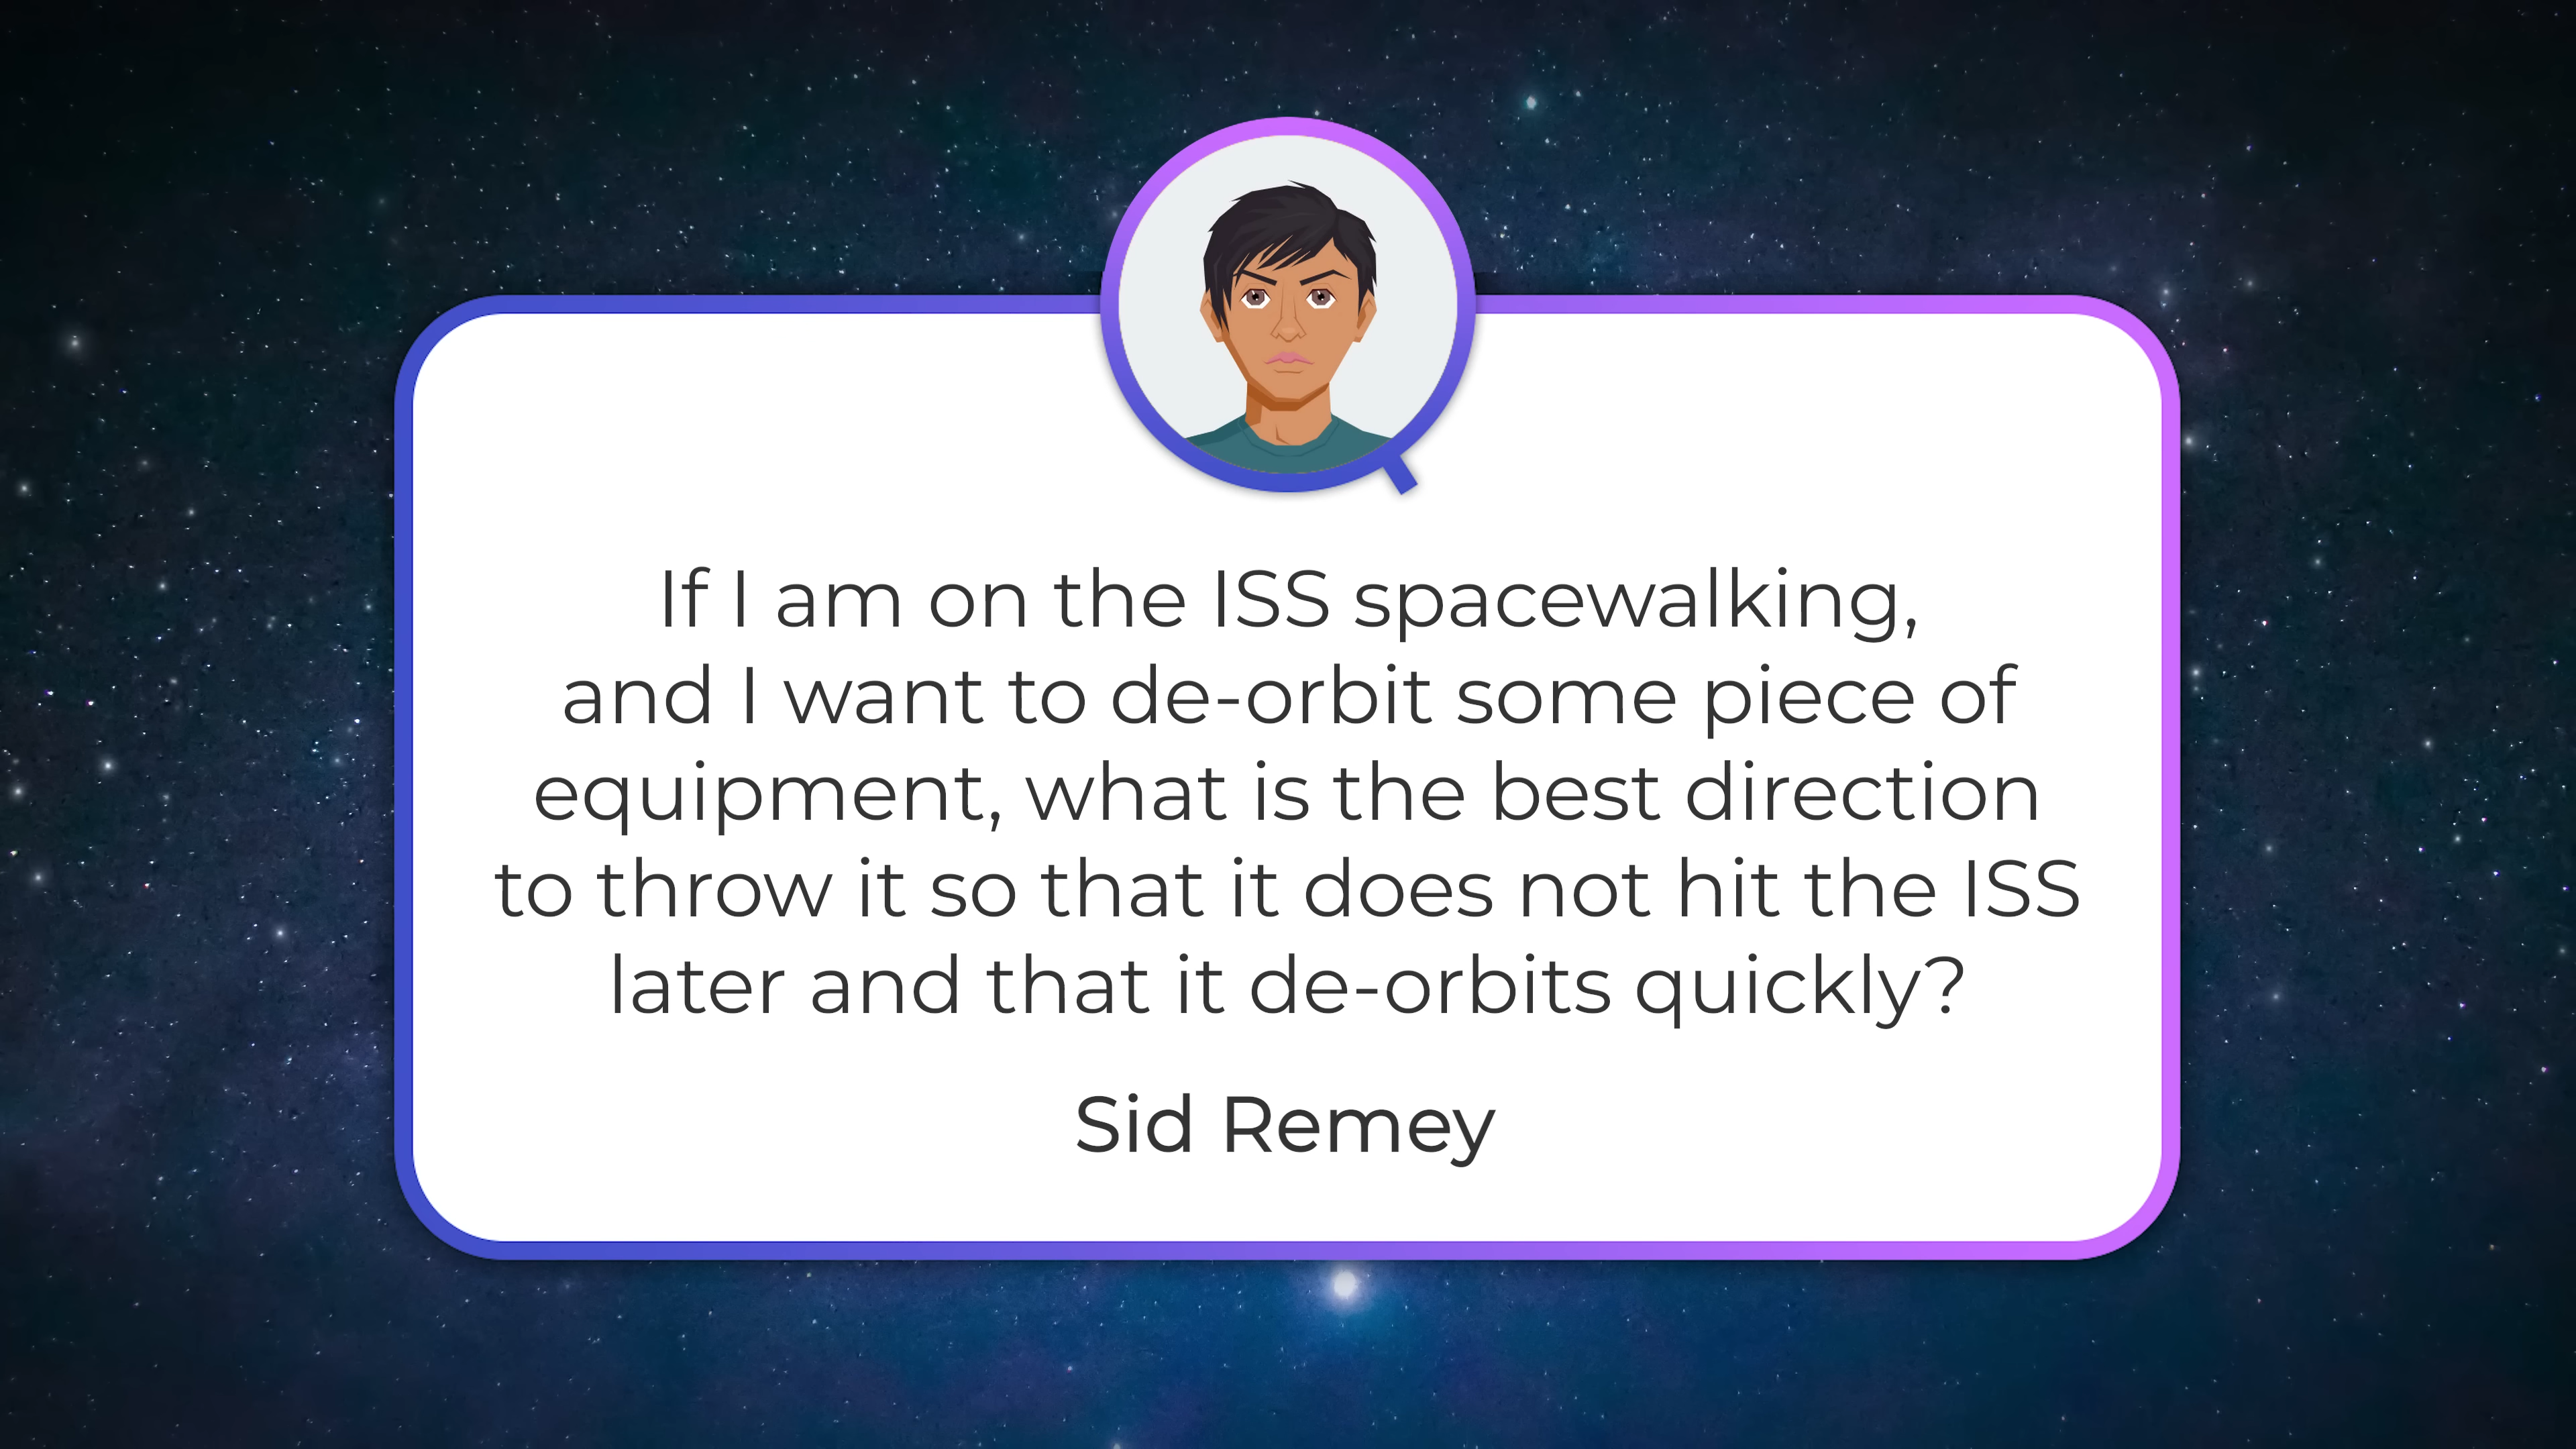 If I am on the ISS spacewalking,
and I want to de-orbit some piece of
equipment, what is the best direction
to throw it so that it does not hit the ISS
later and that it de-orbits quickly?
Sid Remey